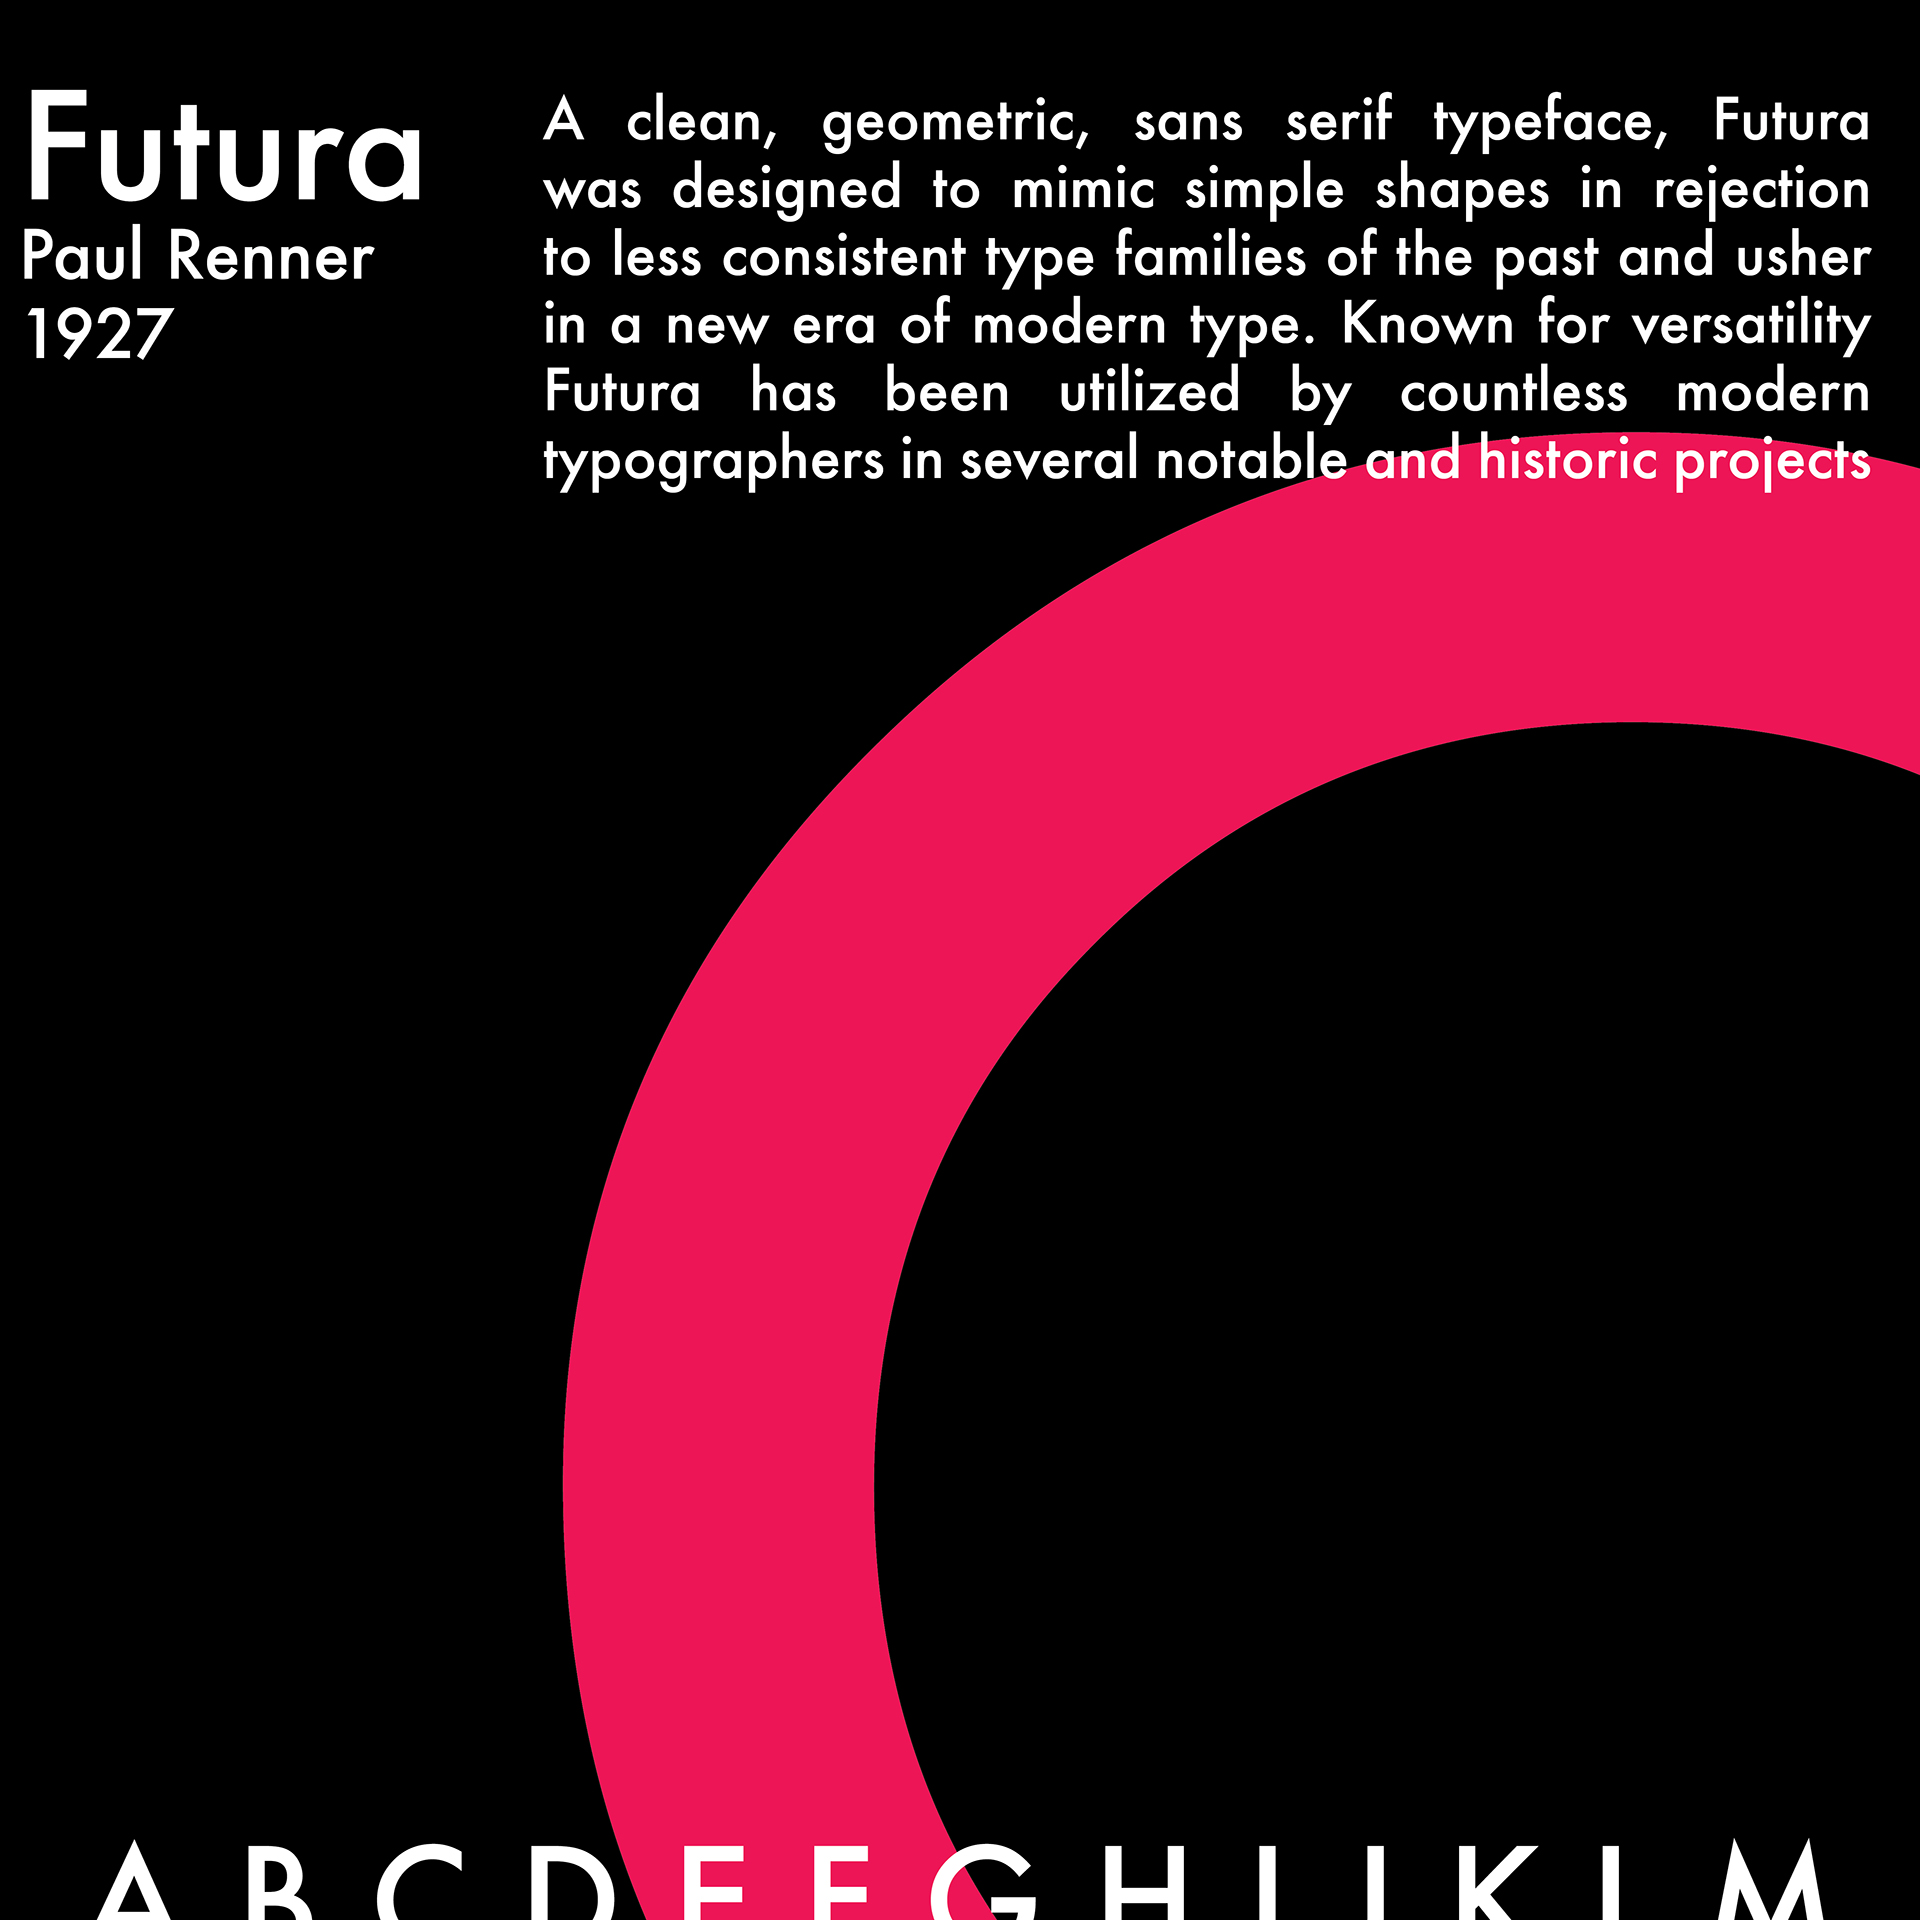 Futura
Paul Renner
1927
A clean, geometric, sans serif typeface, Futura
was designed to mimic simple shapes in rejection
to less consistent type families of the past and usher
in a new era of modern type. Known for versatility
Futura has been utilized by countless modern
typographers in several notable and historic projects
A B C D E F G H I J K L M